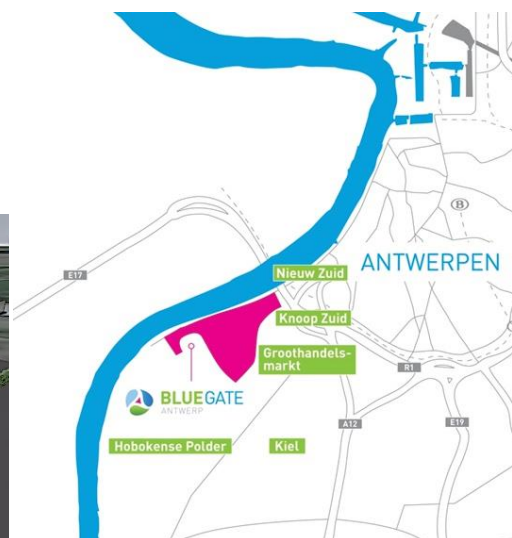 B
ANTWERPEN
E17
Nieuw Zuid
Knoop Zuid
Groothandels-
markt
R1
BLUEGATE
ANTWERP
A12
E19
Hobokense Polder
Kiel